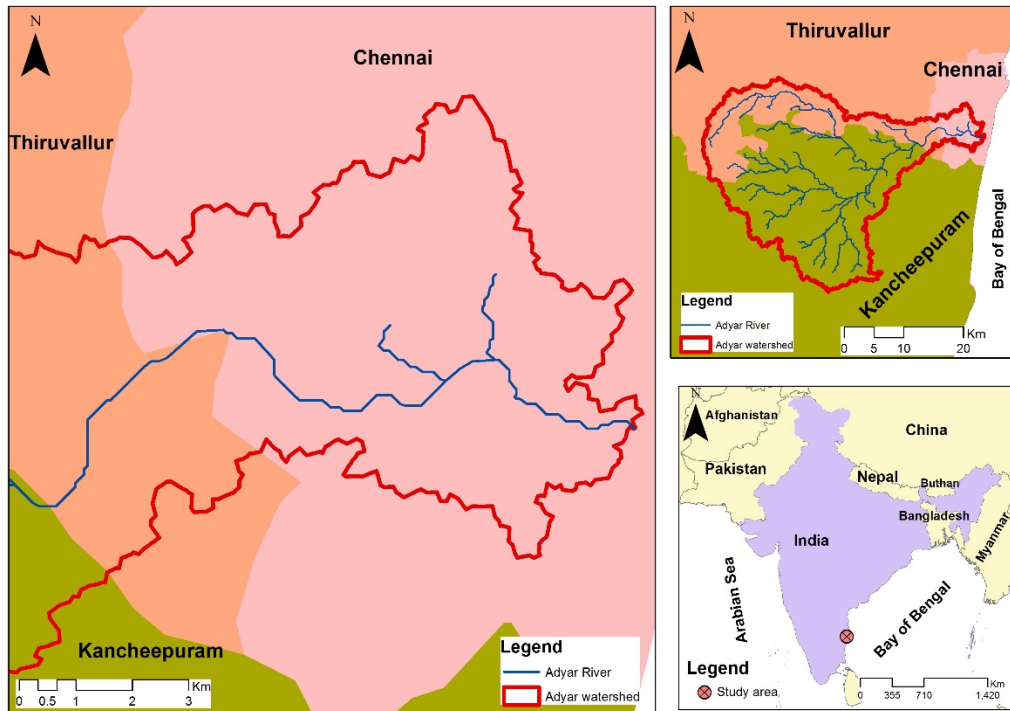 N
Chennai
Thiruvallur
Kancheepuram
Legend
Adyar River
Adyar watershed
Km
0 0.5 1 2 3
N
Thiruvallur
Chennai
Bay of Bengal
Kancheepuram
Legend
Adyar River
Adyar watershed
Km
0 5 10 20
N
Afghanistan
China
Pakistan
Nepal
Buthan
Bangladesh
India
Myanmar
Arabian Sea
Bay of Bengal
Legend
Study area
Km
0 355 710 1,420